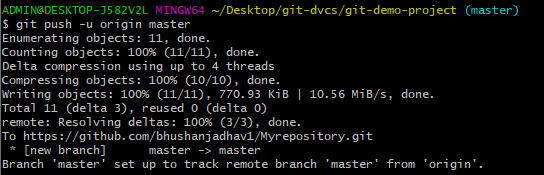 ADMIN@DESKTOP-J582V2L MINGW64 ~/Desktop/git-dvcs/git-demo-project (master)
$ git push -u origin master
Enumerating objects: 11, done.
Counting objects: 100% (11/11), done.
Delta compression using up to 4 threads
Compressing objects: 100% (10/10), done.
Writing objects: 100% (11/11), 770.93 KiB | 10.56 MiB/s, done.
Total 11 (delta 3), reused 0 (delta 0)
remote: Resolving deltas: 100% (3/3), done.
To https://github.com/bhushanjadhav1/Myrepository.git
 * [new branch]      master -> master
Branch 'master' set up to track remote branch 'master' from 'origin'.